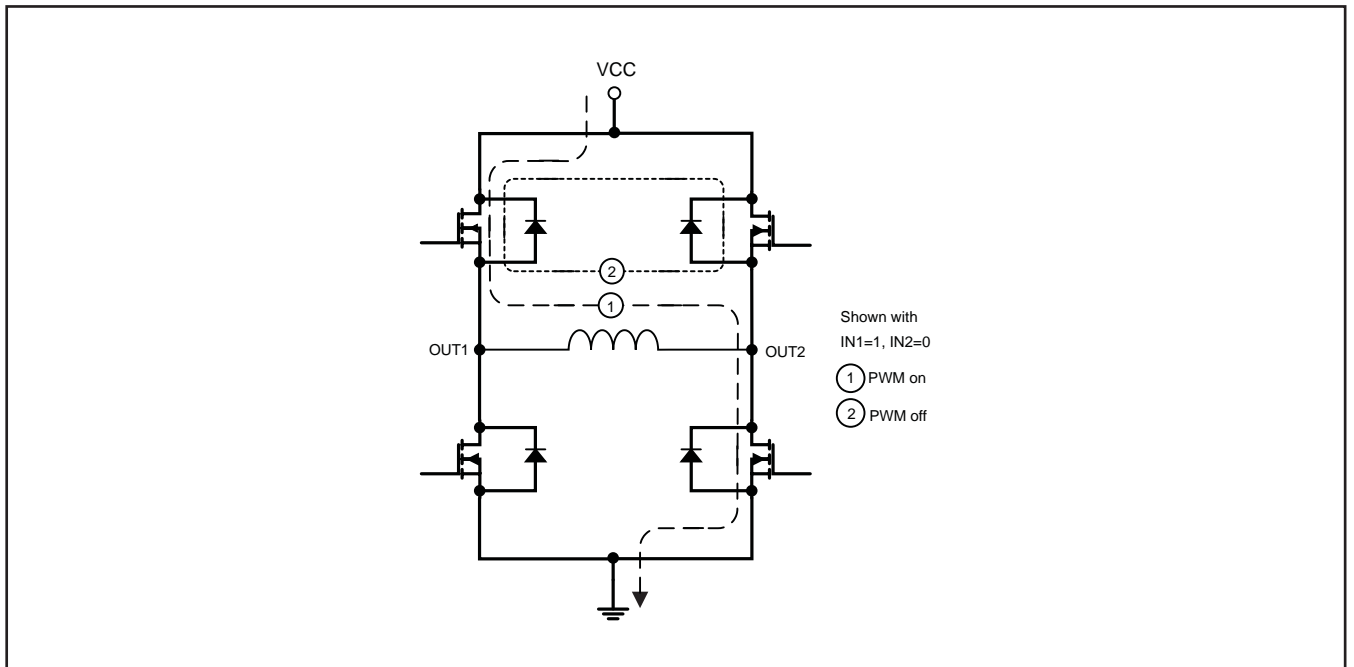 VCC
2
1
OUT1
OUT2
Shown with
IN1=1, IN2=0
1 PWM on
2 PWM off